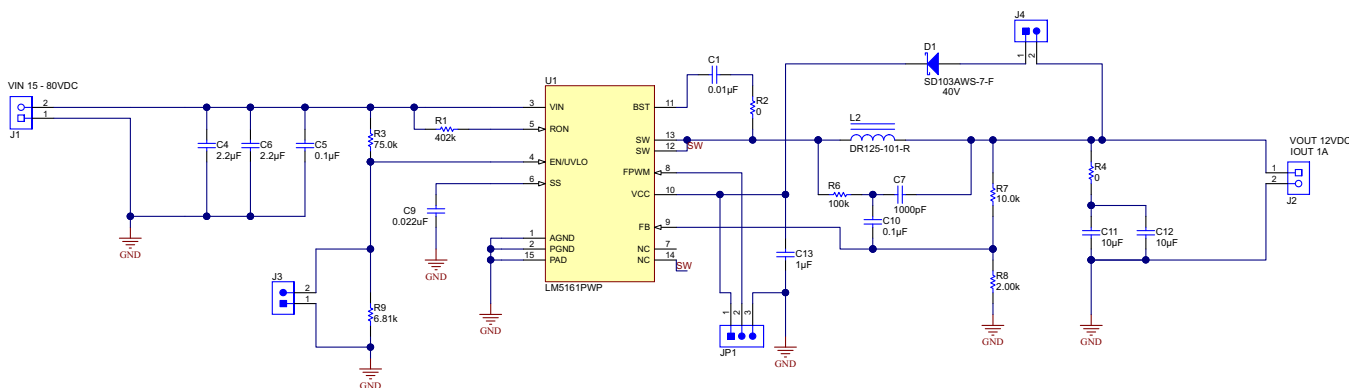 VIN 15 - 80VDC
2
1
J1
C4
2.2µF
C6
2.2µF
C5
0.1µF
R3
75.0k
R1
402k
C9
0.022uF
GND
GND
J3
2
1
R9
6.81k
GND
GND
U1
3
VIN
5
RON
4
EN/UVLO
6
SS
1
AGND
2
PGND
15
PAD
BST
11
SW
13
SW
12
SW
FPWM
8
VCC
10
FB
9
NC
7
NC
14
SW
LM5161PWP
C1
0.01µF
R2
0
D1
SD103AWS-7-F
40V
J4
1
2
L2
DR125-101-R
R6
100k
C7
1000pF
C10
0.1µF
C13
1µF
1
2
3
JP1
GND
R7
10.0k
R8
2.00k
GND
R4
0
C11
10µF
C12
10µF
GND
VOUT 12VDC
IOUT 1A
1
2
J2